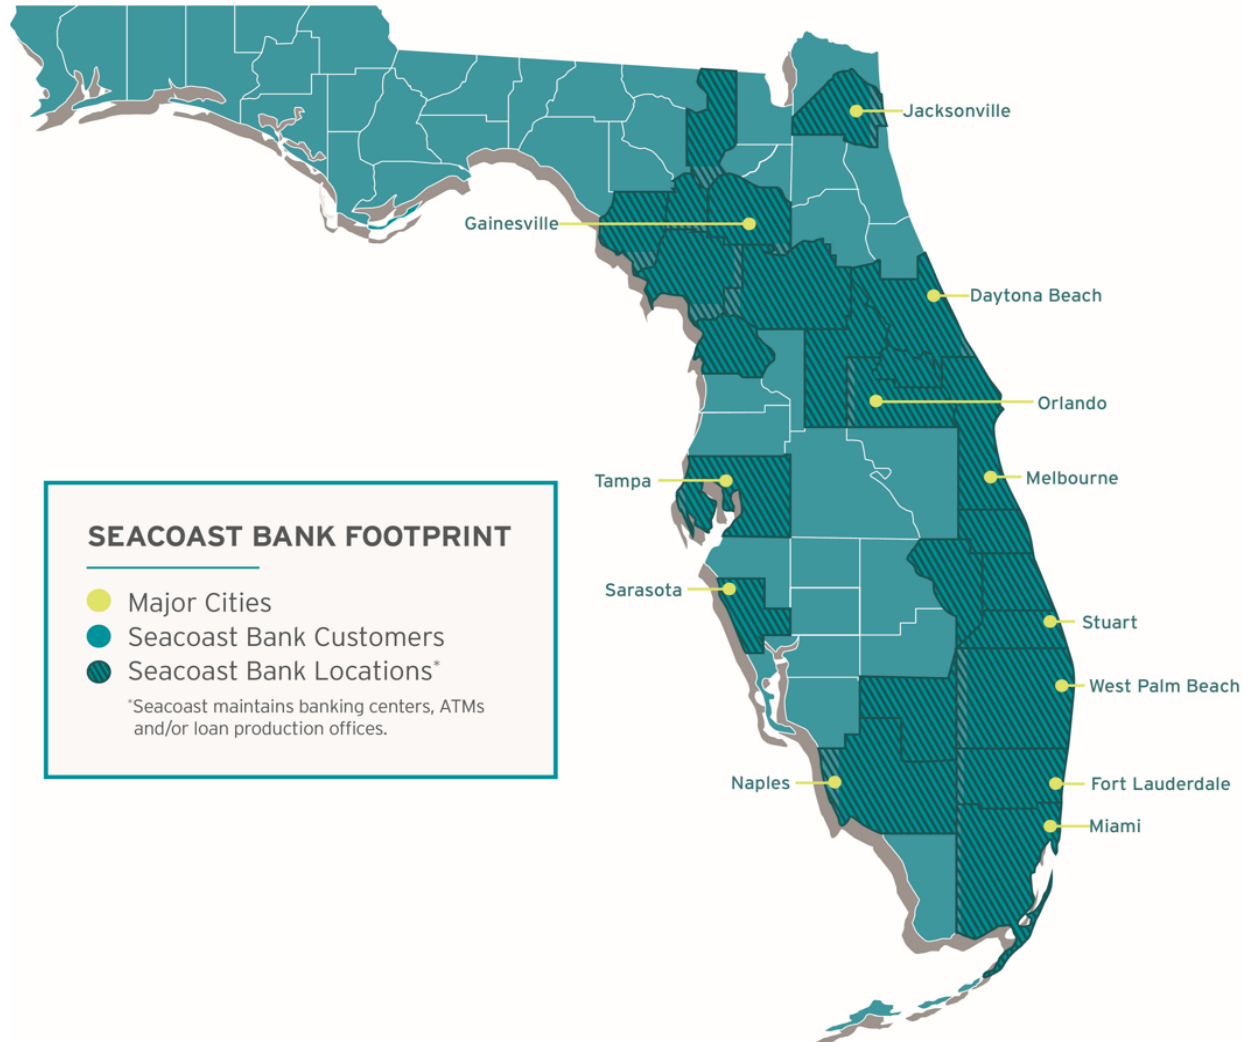 Jacksonville
Gainesville
Daytona Beach
Orlando
Tampa
Melbourne
SEACOAST BANK FOOTPRINT
Major Cities
Seacoast Bank Customers
Seacoast Bank Locations*
*Seacoast maintains banking centers, ATMs
and/or loan production offices.
Sarasota
Stuart
West Palm Beach
Naples
Fort Lauderdale
Miami